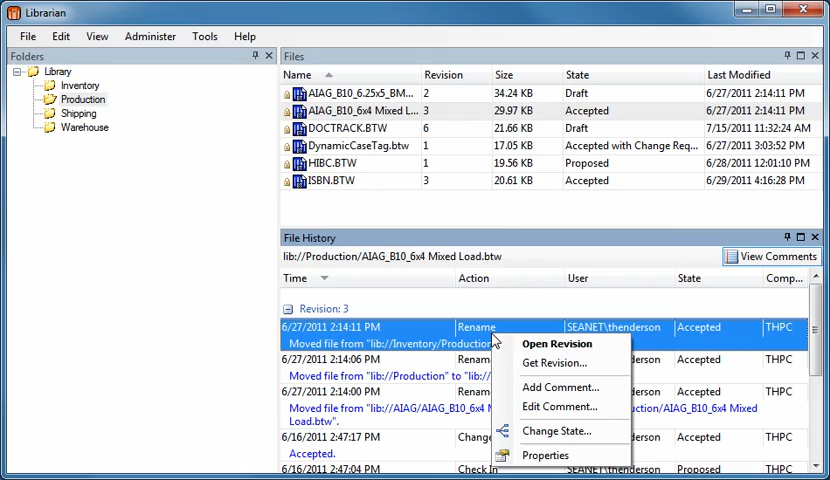 Librarian
File Edit View Administer Tools Help
Folders
Library
Inventory
Production
Shipping
Warehouse
Files
Name Revision Size State Last Modified
AIAG_B10_6.25x5_BM... 2 34.24 KB Draft 6/27/2011 2:14:11 PM
AIAG_B10_6x4 Mixed L... 3 29.97 KB Accepted 6/27/2011 2:14:11 PM
DOCTRACK.BTW 6 21.66 KB Draft 7/15/2011 11:32:24 AM
DynamicCaseTag.btw 1 17.05 KB Accepted with Change Req... 6/27/2011 3:03:52 PM
HIBC.BTW 1 19.56 KB Proposed 6/28/2011 12:01:10 PM
ISBN.BTW 3 20.61 KB Accepted 6/29/2011 4:16:28 PM
File History
lib://Production/AIAG_B10_6x4 Mixed Load.btw
View Comments
Time Action User State Comp...
Revision: 3
6/27/2011 2:14:11 PM Rename SEANET\thenderson Accepted THPC
Moved file from "lib://Inventory/Production
6/27/2011 2:14:06 PM Renam thenderson Accepted THPC
Moved file from "lib://Production" to "lib://
6/27/2011 2:14:00 PM Renam thenderson Accepted THPC
Moved file from "lib://AIAG/AIAG_B10_6x4 M duction/AIAG_B10_6x4 Mixed
Load.btw".
6/16/2011 2:47:17 PM Chang enderson Accepted THPC
Accepted.
6/16/2011 2:47:04 PM Check In SEANET\thenderson Proposed THPC
Open Revision
Get Revision...
Add Comment...
Edit Comment...
Change State...
Properties